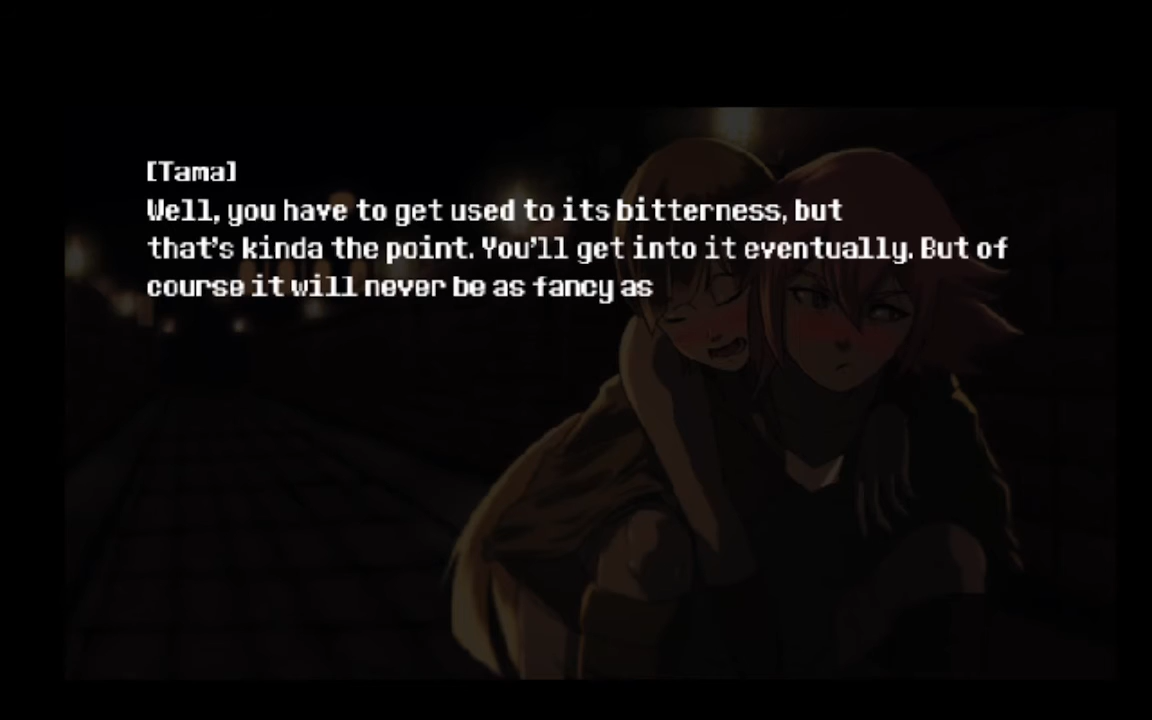 [Tama]
Well, you have to get used to its bitterness, but
that's kinda the point. You'll get into it eventually. But of
course it will never be as fancy as